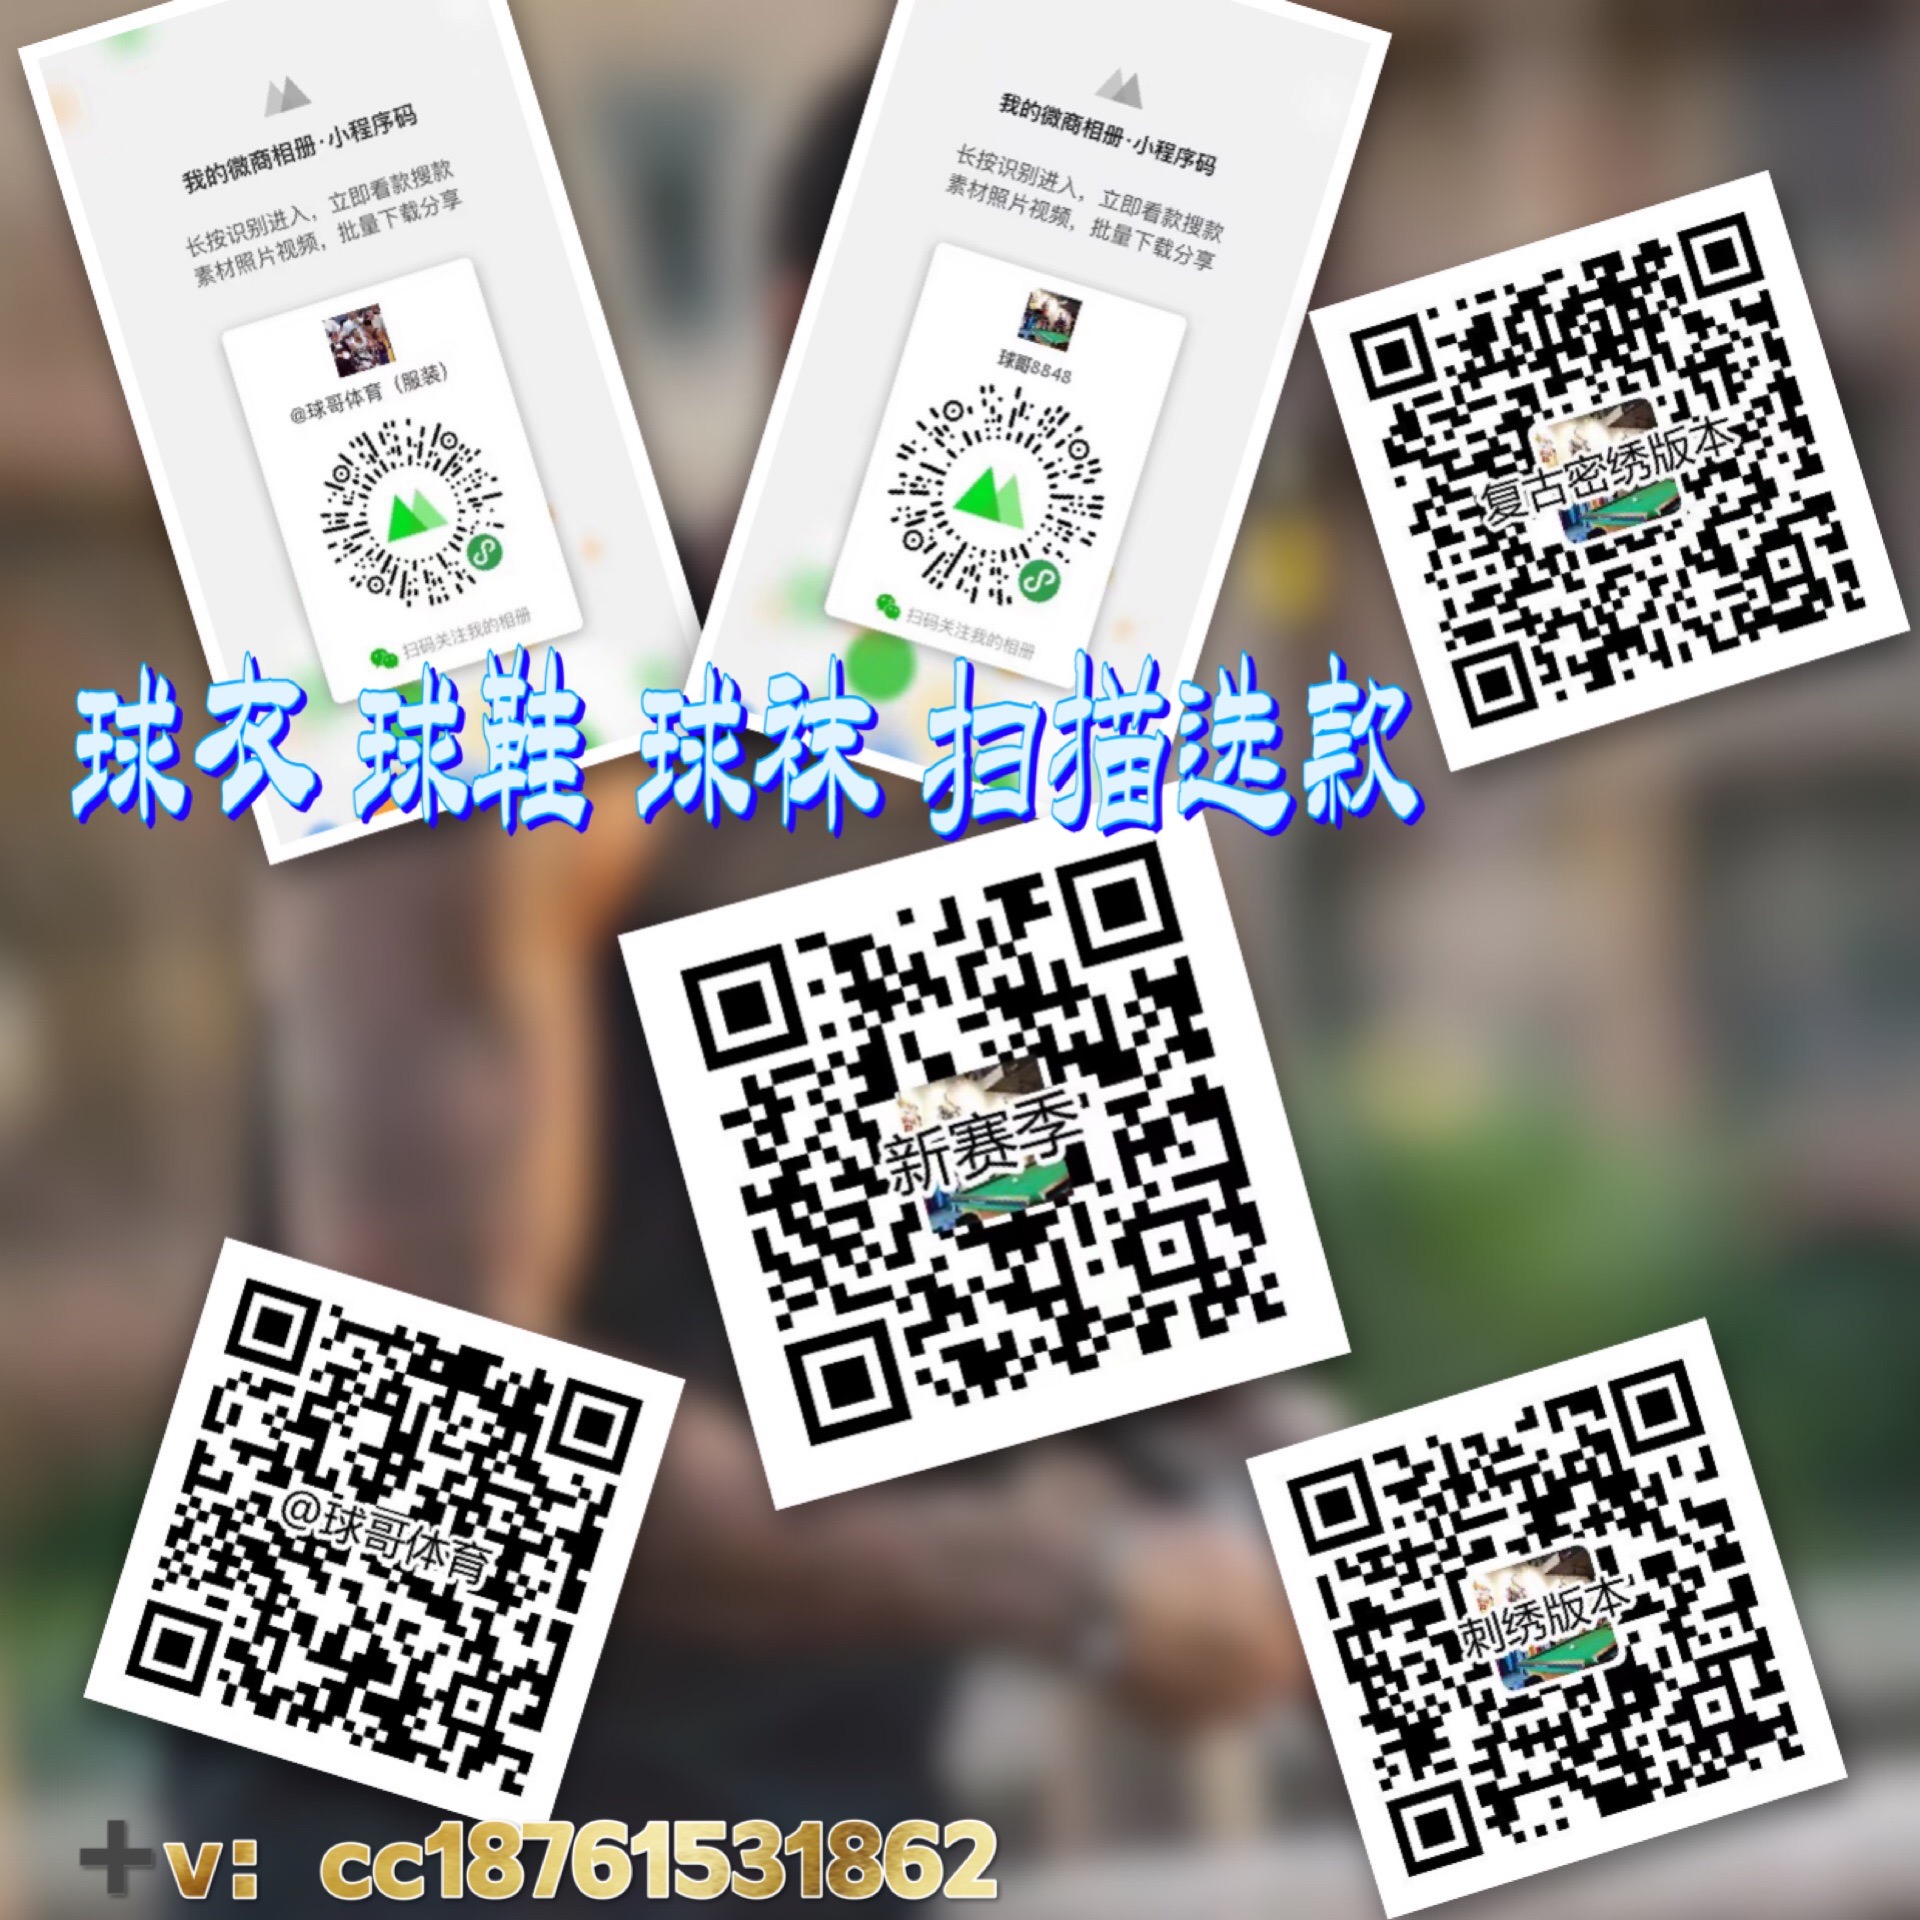 我的微商相册·小程序码
长按识别进入，立即看款搜款
素材照片视频，批量下载分享
@球哥体育（服装）
扫码关注我的相册
我的微商相册·小程序码
长按识别进入，立即看款搜款
素材照片视频，批量下载分享
球哥8848
扫码关注我的相册
复古密绣版本
球衣 球鞋 球袜 扫描选款
新赛季
@球哥体育
刺绣版本
+v: cc18761531862